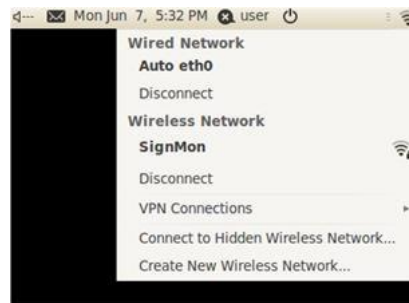 Mon Jun 7, 5:32 PM user
Wired Network
Auto eth0
Disconnect
Wireless Network
SignMon
Disconnect
VPN Connections
Connect to Hidden Wireless Network...
Create New Wireless Network...